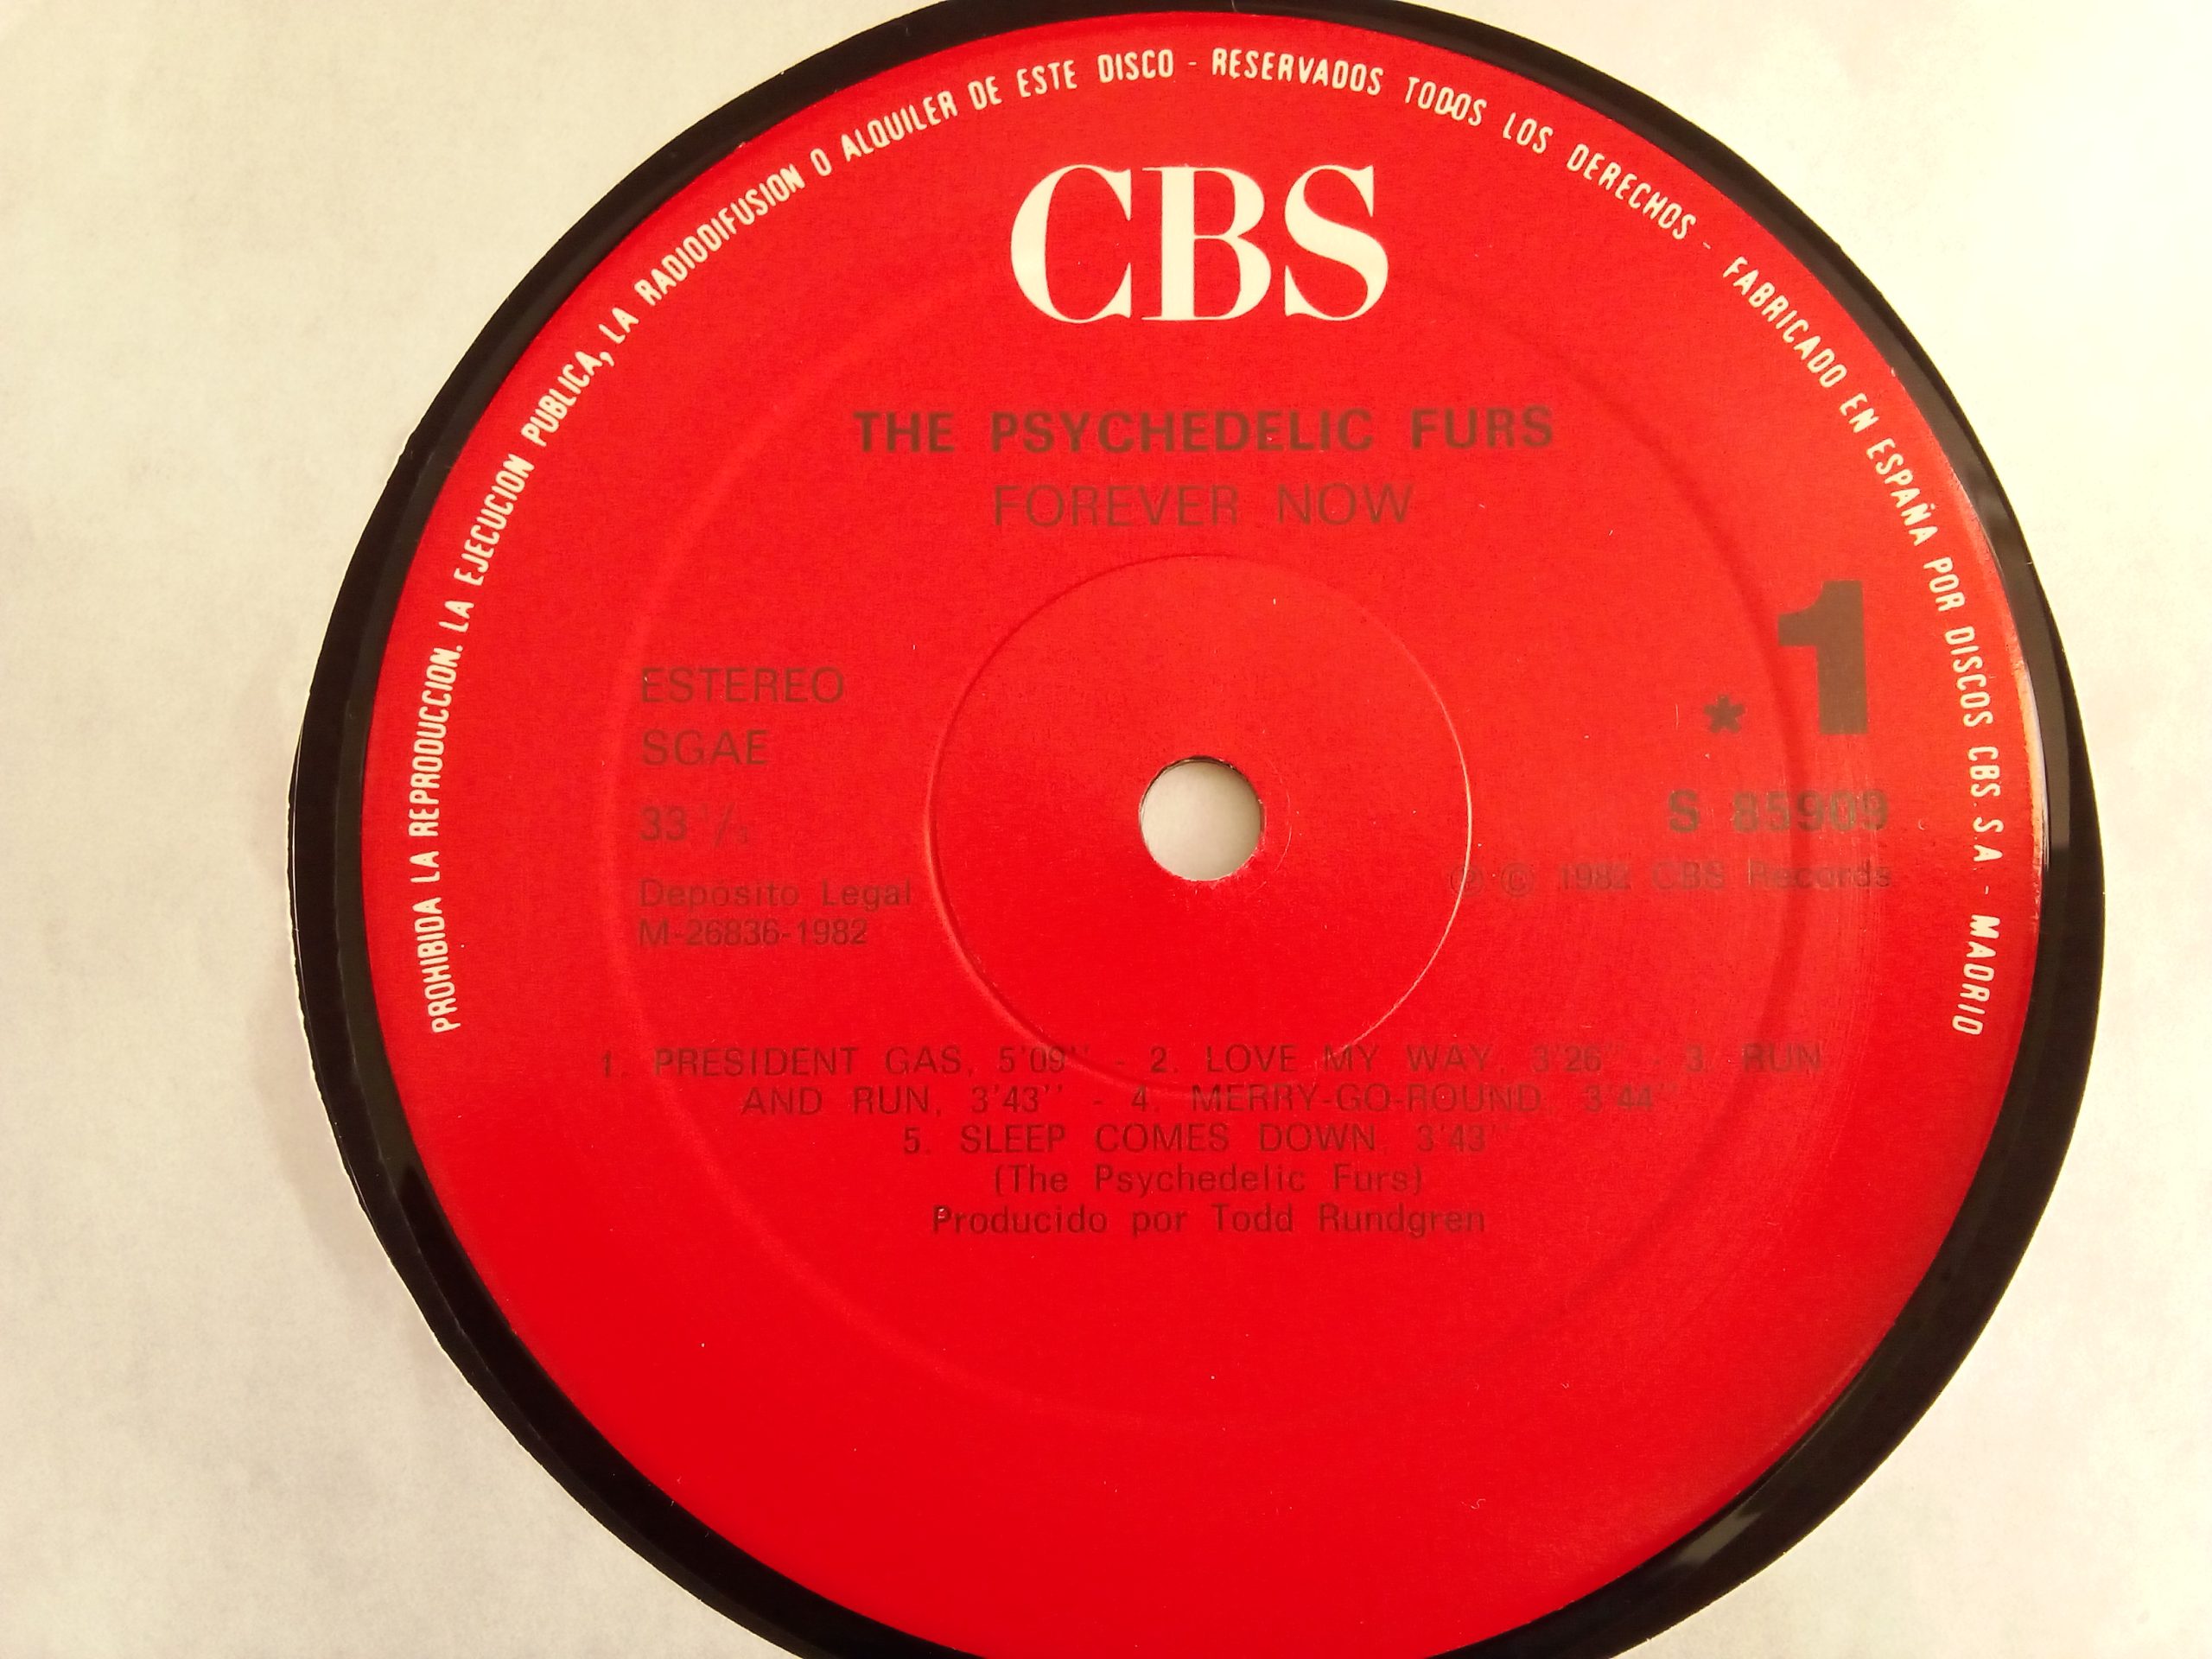 PROHIBIDA LA REPRODUCCION. LA EJECUCION PUBLICA, LA RADIODIFUSION O ALQUILER DE ESTE DISCO - RESERVADOS TODOS LOS DERECHOS - FABRICADO EN ESPAÑA POR DISCOS CBS. S.A - MADRID
CBS
THE PSYCHEDELIC FURS
FOREVER NOW
1
ESTEREO
*
SGAE
33 1/3
S 85909
Depósito Legal
Ⓟ © 1982 CBS Records
M-26836-1982
1. PRESIDENT GAS, 5'09'' - 2. LOVE MY WAY, 3'26'' - 3. RUN
AND RUN, 3'43'' - 4. MERRY-GO-ROUND, 3'44''
5. SLEEP COMES DOWN, 3'43''
(The Psychedelic Furs)
Producido por Todd Rundgren